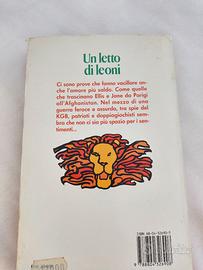 Un letto
di leoni
Ci sono prove che fanno vacillare an-
che l'amore più saldo. Come quelle
che trascinano Ellis e Jane da Parigi
all'Afghanistan. Nel mezzo di una
guerra feroce e assurda, tra spie del
KGB, patrioti e doppiogiochisti sem-
bra che non ci sia più spazio per i sen-
timenti...